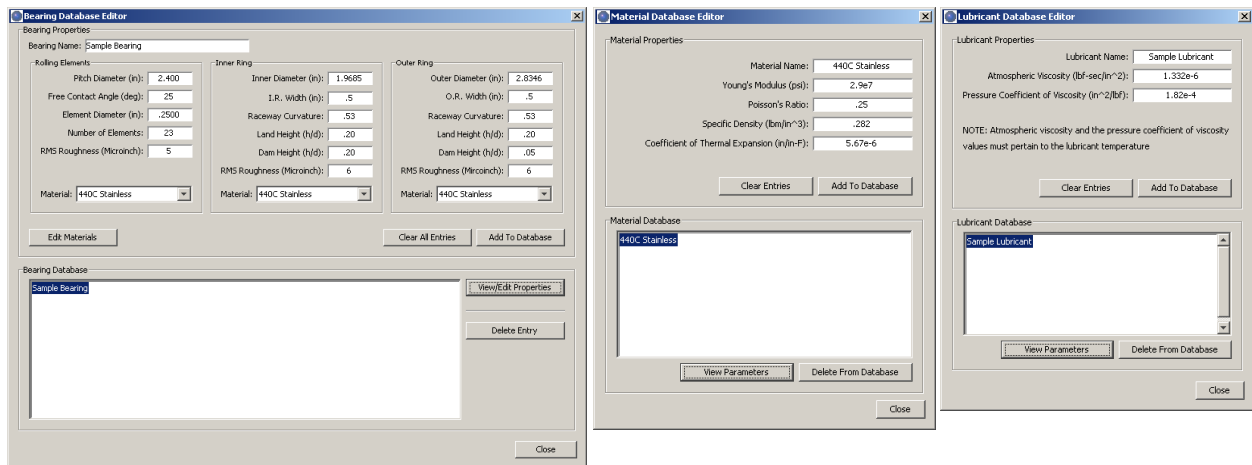 Bearing Database Editor
Bearing Properties
Bearing Name: Sample Bearing
Rolling Elements
Pitch Diameter (in): 2.400
Free Contact Angle (deg): 25
Element Diameter (in): .2500
Number of Elements: 23
RMS Roughness (Microinch): 5
Material: 440C Stainless
Inner Ring
Inner Diameter (in): 1.9685
I.R. Width (in): .5
Raceway Curvature: .53
Land Height (h/d): .20
Dam Height (h/d): .20
RMS Roughness (Microinch): 6
Material: 440C Stainless
Outer Ring
Outer Diameter (in): 2.8346
O.R. Width (in): .5
Raceway Curvature: .53
Land Height (h/d): .20
Dam Height (h/d): .05
RMS Roughness (Mircoinch): 6
Material: 440C Stainless
Edit Materials
Clear All Entries
Add To Database
Bearing Database
Sample Bearing
View/Edit Properties
Delete Entry
Close
Material Database Editor
Material Properties
Material Name: 440C Stainless
Young's Modulus (psi): 2.9e7
Poisson's Ratio: .25
Specific Density (lbm/in^3): .282
Coefficient of Thermal Expansion (in/in-F): 5.67e-6
Clear Entries
Add To Database
Material Database
440C Stainless
View Parameters
Delete From Database
Close
Lubricant Database Editor
Lubricant Properties
Lubricant Name: Sample Lubricant
Atmospheric Viscosity (lbf-sec/in^2): 1.332e-6
Pressure Coefficient of Viscosity (in^2/lbf): 1.82e-4
NOTE: Atmospheric viscosity and the pressure coefficient of viscosity
values must pertain to the lubricant temperature
Clear Entries
Add To Database
Lubricant Database
Sample Lubricant
View Parameters
Delete From Database
Close